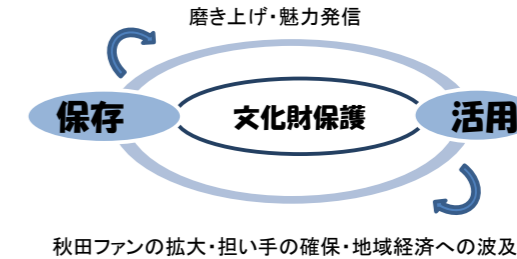 磨き上げ・魅力発信
保存
文化財保護
活用
秋田ファンの拡大・担い手の確保・地域経済への波及